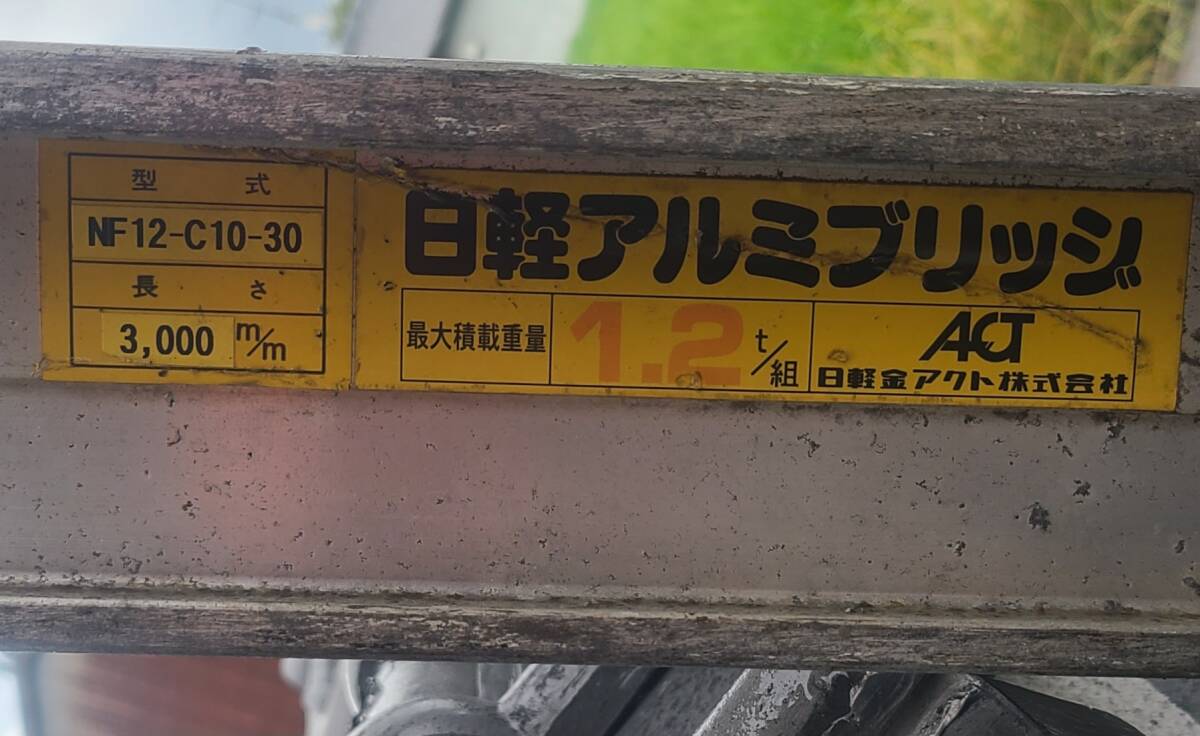 型 式
NF12-C10-30
長 さ
3,000 m/m
日軽アルミブリッジ
最大積載重量
1.2 t/組
ACT
日軽金アクト株式会社